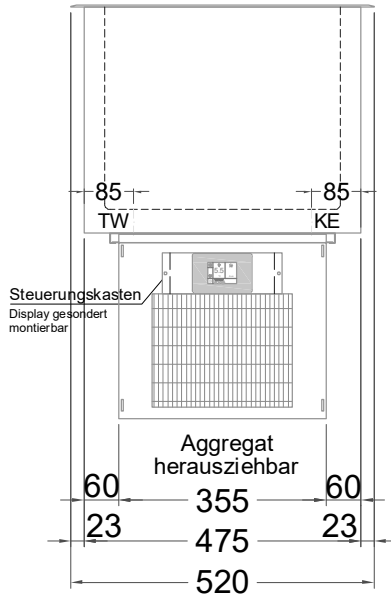 85 85
TW KE
5.5
Steuerungskasten
Display gesondert
montierbar
Aggregat
herausziehbar
60 355 60
23 475 23
520